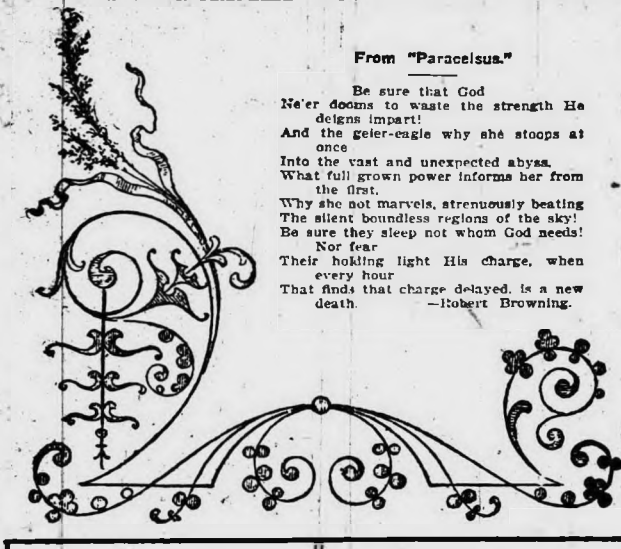 From "Paracelsus."
Be sure that God
Ne'er dooms to waste the strength He
deigns impart!
And the geier-eagle why she stoops at
once
Into the vast and unexpected abyss,
What full grown power informs her from
the first,
Why she not marvels, strenuously beating
The silent boundless regions of the sky!
Be sure they sleep not whom God needs!
Nor fear
Their holding light His charge, when
every hour
That finds that charge delayed, is a new
death. —Robert Browning.